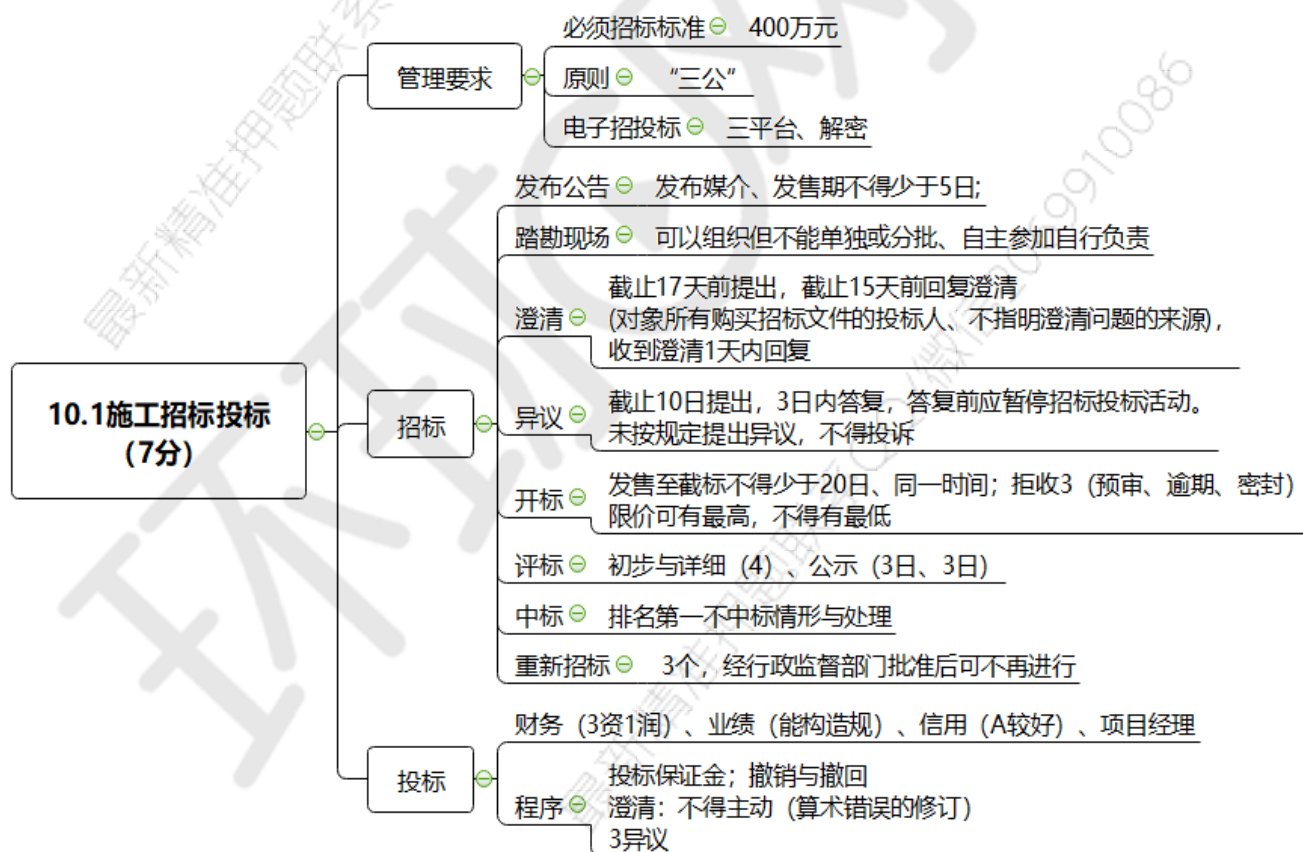 必须招标标准 400万元
管理要求
原则 “三公”
电子招投标 三平台、解密
发布公告 发布媒介、发售期不得少于5日;
踏勘现场 可以组织但不能单独或分批、自主参加自行负责
截止17天前提出，截止15天前回复澄清
澄清 (对象所有购买招标文件的投标人、不指明澄清问题的来源)，
收到澄清1天内回复
10.1施工招标投标
（7分）
招标
异议 截止10日提出，3日内答复，答复前应暂停招标投标活动。
未按规定提出异议，不得投诉
开标 发售至截标不得少于20日、同一时间；拒收3（预审、逾期、密封）
限价可有最高，不得有最低
评标 初步与详细（4）、公示（3日、3日）
中标 排名第一不中标情形与处理
重新招标 3个，经行政监督部门批准后可不再进行
财务（3资1润）、业绩（能构造规）、信用（A较好）、项目经理
投标
投标保证金；撤销与撤回
程序 澄清：不得主动（算术错误的修订）
3异议
环球网